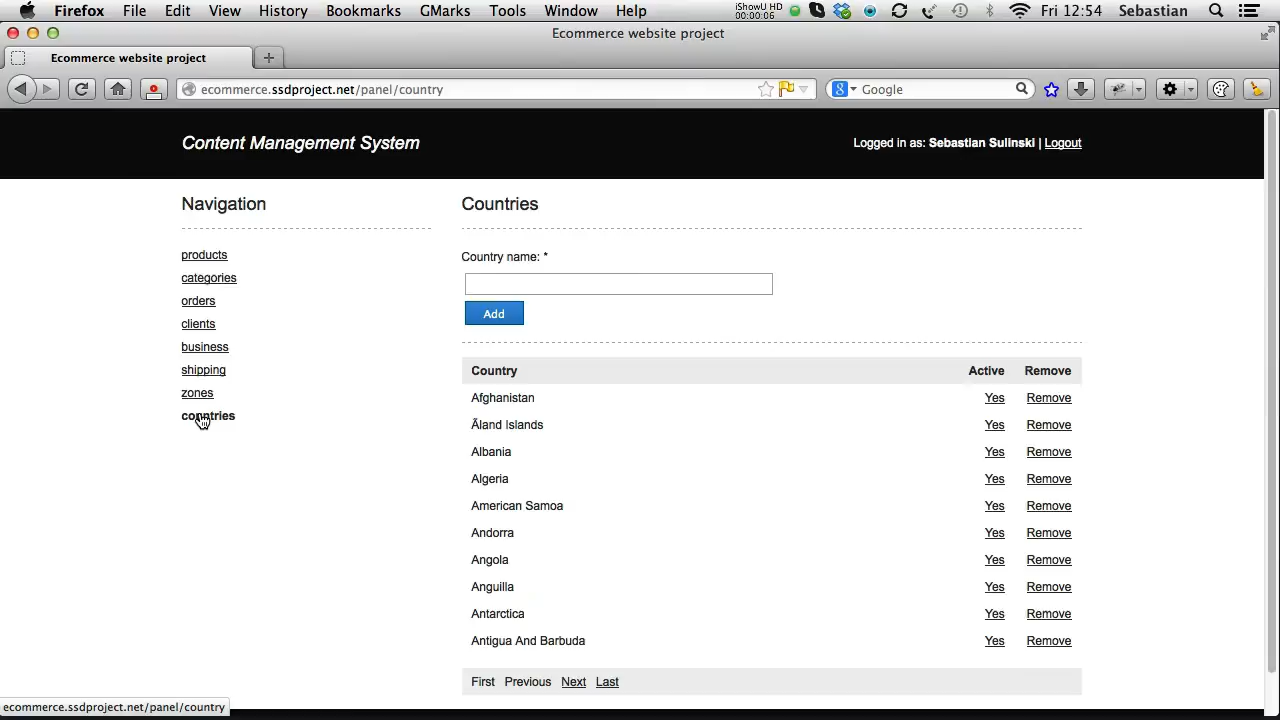 Firefox File Edit View History Bookmarks GMarks Tools Window Help iShowU HD 00:00:06 Fri 12:54 Sebastian
Ecommerce website project
Ecommerce website project
ecommerce.ssdproject.net/panel/country
Google
Content Management System
Logged in as: Sebastian Sulinski | Logout
Navigation
products
categories
orders
clients
business
shipping
zones
countries
Countries
Country name: *
Add
Country Active Remove
Afghanistan Yes Remove
Ãland Islands Yes Remove
Albania Yes Remove
Algeria Yes Remove
American Samoa Yes Remove
Andorra Yes Remove
Angola Yes Remove
Anguilla Yes Remove
Antarctica Yes Remove
Antigua And Barbuda Yes Remove
First Previous Next Last
ecommerce.ssdproject.net/panel/country